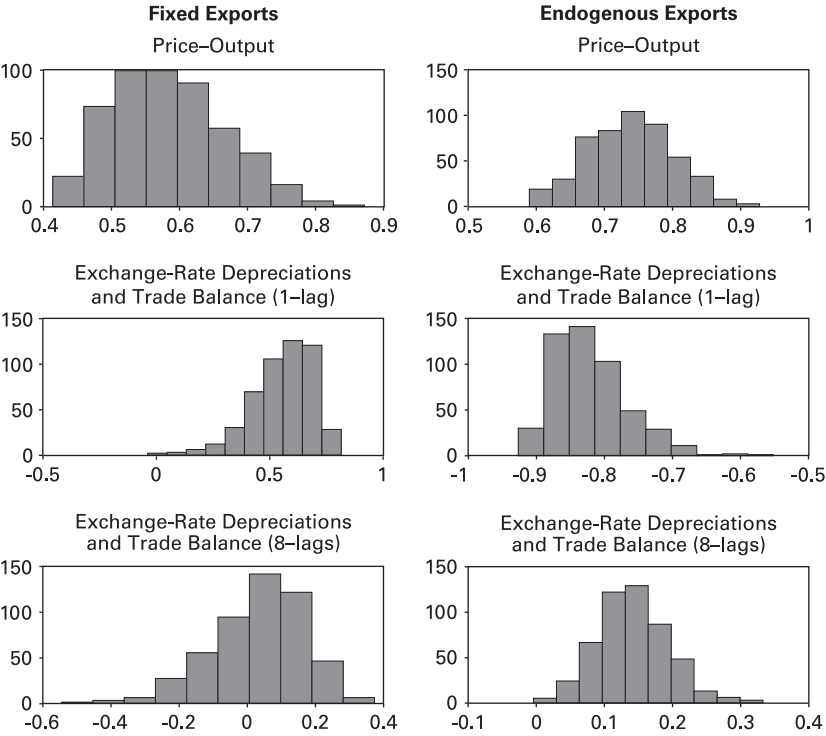 Fixed Exports
Price–Output
100
50
0
0.4 0.5 0.6 0.7 0.8 0.9
Endogenous Exports
Price–Output
150
100
50
0
0.5 0.6 0.7 0.8 0.9 1
Exchange-Rate Depreciations
and Trade Balance (1–lag)
150
100
50
0
-0.5 0 0.5 1
Exchange-Rate Depreciations
and Trade Balance (1–lag)
150
100
50
0
-1 -0.9 -0.8 -0.7 -0.6 -0.5
Exchange-Rate Depreciations
and Trade Balance (8–lags)
150
100
50
0
-0.6 -0.4 -0.2 0 0.2 0.4
Exchange-Rate Depreciations
and Trade Balance (8–lags)
150
100
50
0
-0.1 0 0.1 0.2 0.3 0.4